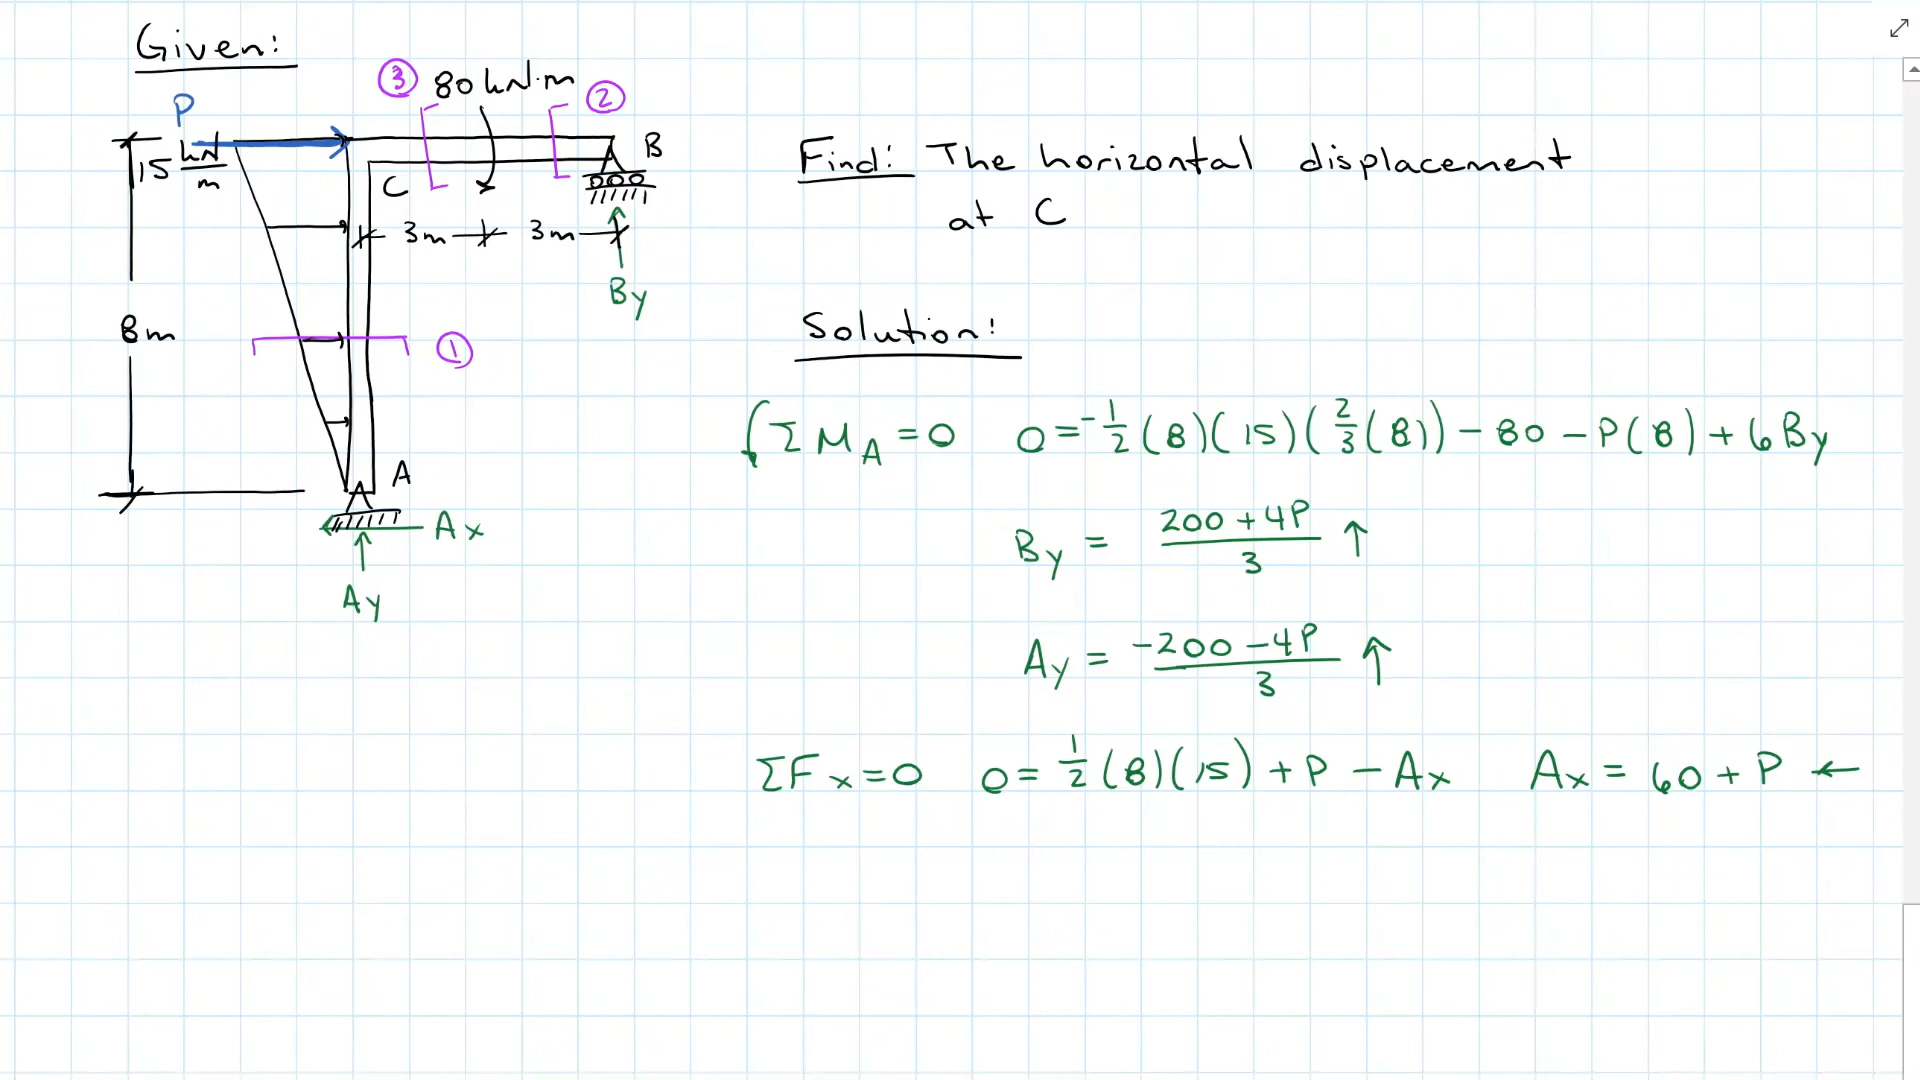 Given:
③ 80 kN·m ②
P
15 kN/m
B
C
3m 3m
By
8m
①
A
Ax
Ay
Find: The horizontal displacement
at C
Solution:
ΣM_A = 0 0 = -1/2 (8)(15)(2/3(8)) - 80 - P(8) + 6By
By = (200 + 4P)/3 ↑
Ay = (-200 - 4P)/3 ↑
ΣFx = 0 0 = 1/2 (8)(15) + P - Ax Ax = 60 + P ←